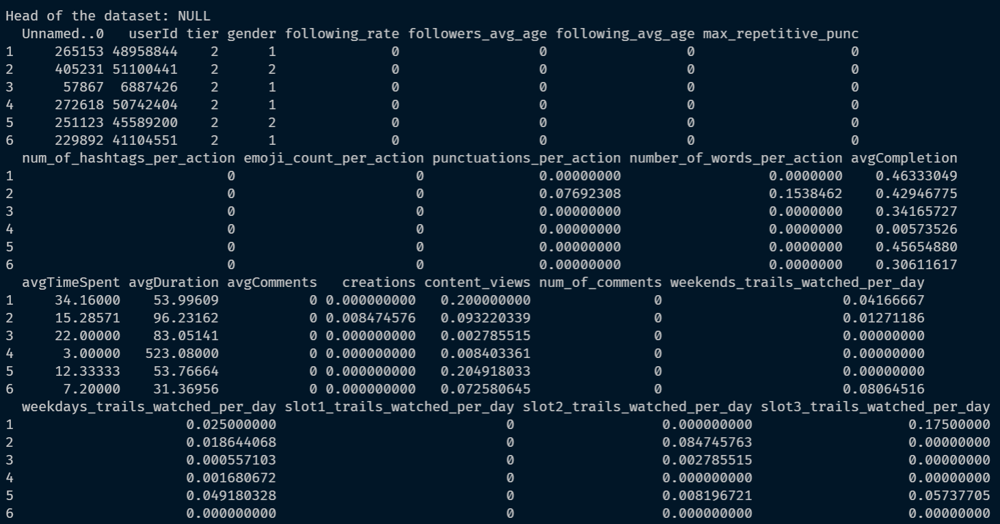 Head of the dataset: NULL
  Unnamed..0   userId tier gender following_rate followers_avg_age following_avg_age max_repetitive_punc
1     265153 48958844    2      1              0                 0                 0                   0
2     405231 51100441    2      2              0                 0                 0                   0
3      57867  6887426    2      1              0                 0                 0                   0
4     272618 50742404    2      1              0                 0                 0                   0
5     251123 45589200    2      2              0                 0                 0                   0
6     229892 41104551    2      1              0                 0                 0                   0
  num_of_hashtags_per_action emoji_count_per_action punctuations_per_action number_of_words_per_action avgCompletion
1                          0                      0              0.00000000                  0.0000000    0.46333049
2                          0                      0              0.07692308                  0.1538462    0.42946775
3                          0                      0              0.00000000                  0.0000000    0.34165727
4                          0                      0              0.00000000                  0.0000000    0.00573526
5                          0                      0              0.00000000                  0.0000000    0.45654880
6                          0                      0              0.00000000                  0.0000000    0.30611617
  avgTimeSpent avgDuration avgComments   creations content_views num_of_comments weekends_trails_watched_per_day
1     34.16000    53.99609           0 0.000000000   0.200000000               0                      0.04166667
2     15.28571    96.23162           0 0.008474576   0.093220339               0                      0.01271186
3     22.00000    83.05141           0 0.000000000   0.002785515               0                      0.00000000
4      3.00000   523.08000           0 0.000000000   0.008403361               0                      0.00000000
5     12.33333    53.76664           0 0.000000000   0.204918033               0                      0.00000000
6      7.20000    31.36956           0 0.000000000   0.072580645               0                      0.08064516
  weekdays_trails_watched_per_day slot1_trails_watched_per_day slot2_trails_watched_per_day slot3_trails_watched_per_day
1                     0.025000000                            0                  0.000000000                   0.17500000
2                     0.018644068                            0                  0.084745763                   0.00000000
3                     0.000557103                            0                  0.002785515                   0.00000000
4                     0.001680672                            0                  0.000000000                   0.00000000
5                     0.049180328                            0                  0.008196721                   0.05737705
6                     0.000000000                            0                  0.000000000                   0.00000000